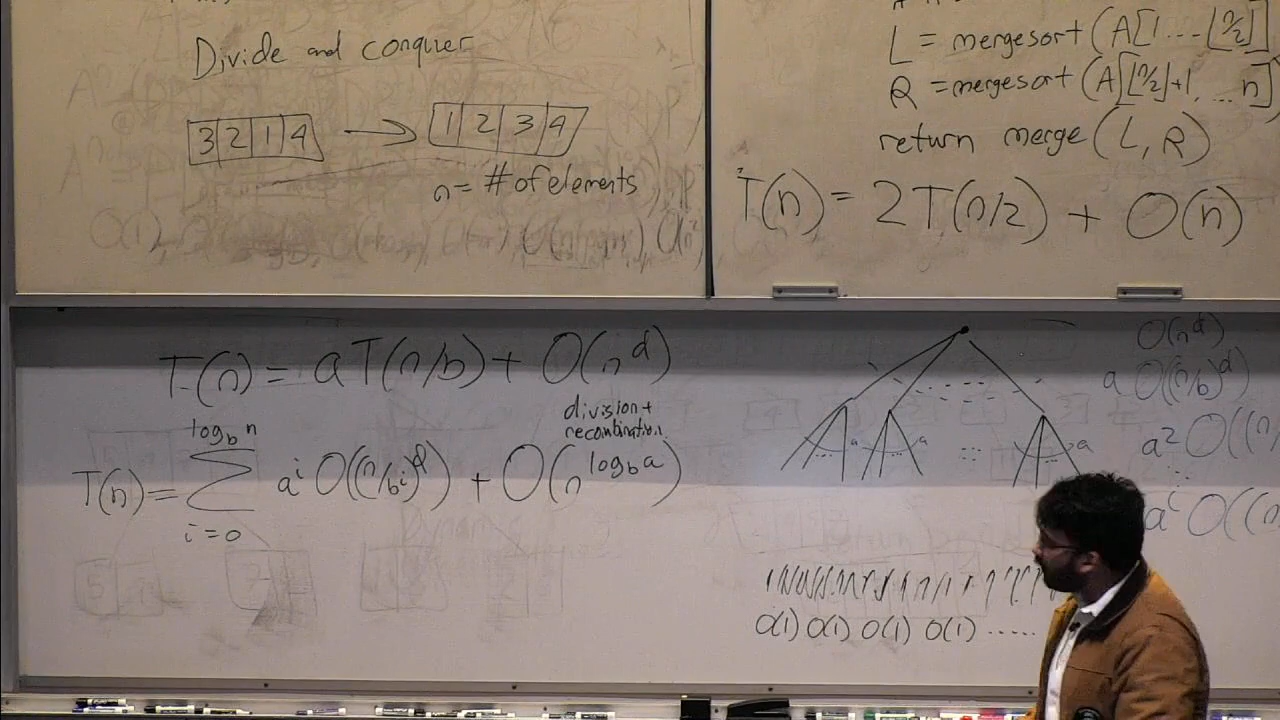 Divide and conquer
3 2 1 4 → 1 2 3 4
n = # of elements
L = mergesort (A[1 ... ⌊n/2⌋]
R = mergesort (A[⌊n/2⌋+1, ... n]
return merge (L, R)
T(n) = 2T(n/2) + O(n)
T(n) = aT(n/b) + O(n^d)
division + recombination
T(n) = Σ_{i=0}^{log_b n} a^i O((n/b^i)^d) + O(n^{log_b a})
O(n^d)
a O((n/b)^d)
a² O((n
a^i O((n
a a a
O(1) O(1) O(1) O(1) ......